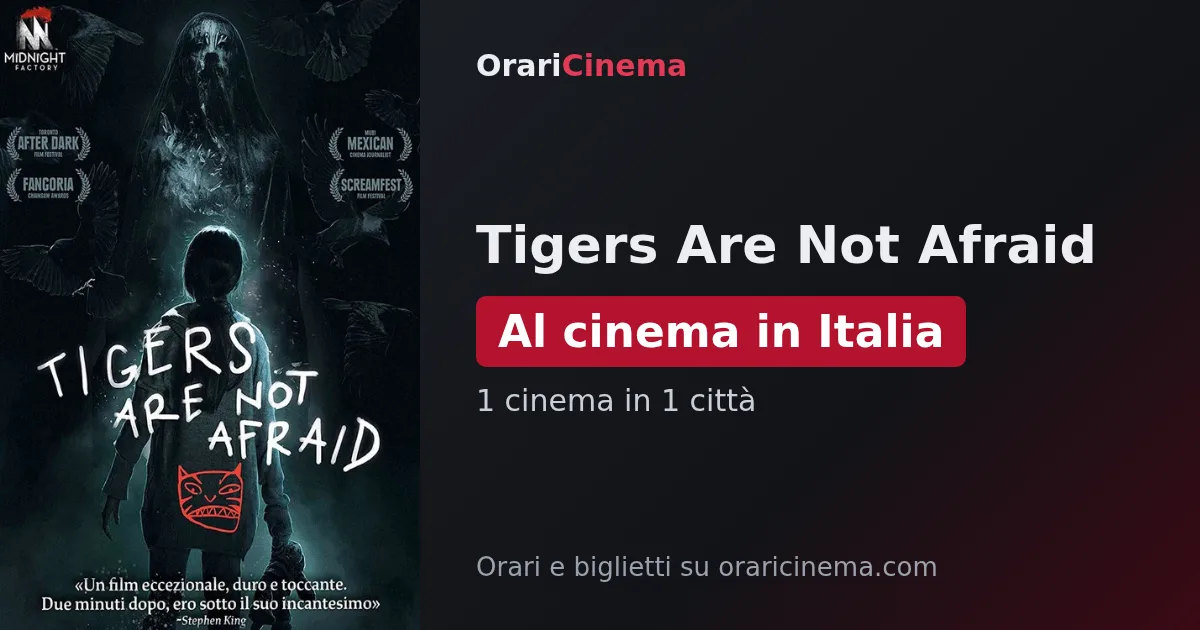 MIDNIGHT
FACTORY
TORONTO
AFTER DARK
FILM FESTIVAL
FANGORIA
CHAINSAW AWARDS
MEXICAN
CINEMA JOURNALIST
SCREAMFEST
FILM FESTIVAL
TIGERS
ARE NOT
AFRAID
«Un film eccezionale, duro e toccante.
Due minuti dopo, ero sotto il suo incantesimo»
-Stephen King
OrariCinema
Tigers Are Not Afraid
Al cinema in Italia
1 cinema in 1 città
Orari e biglietti su oraricinema.com